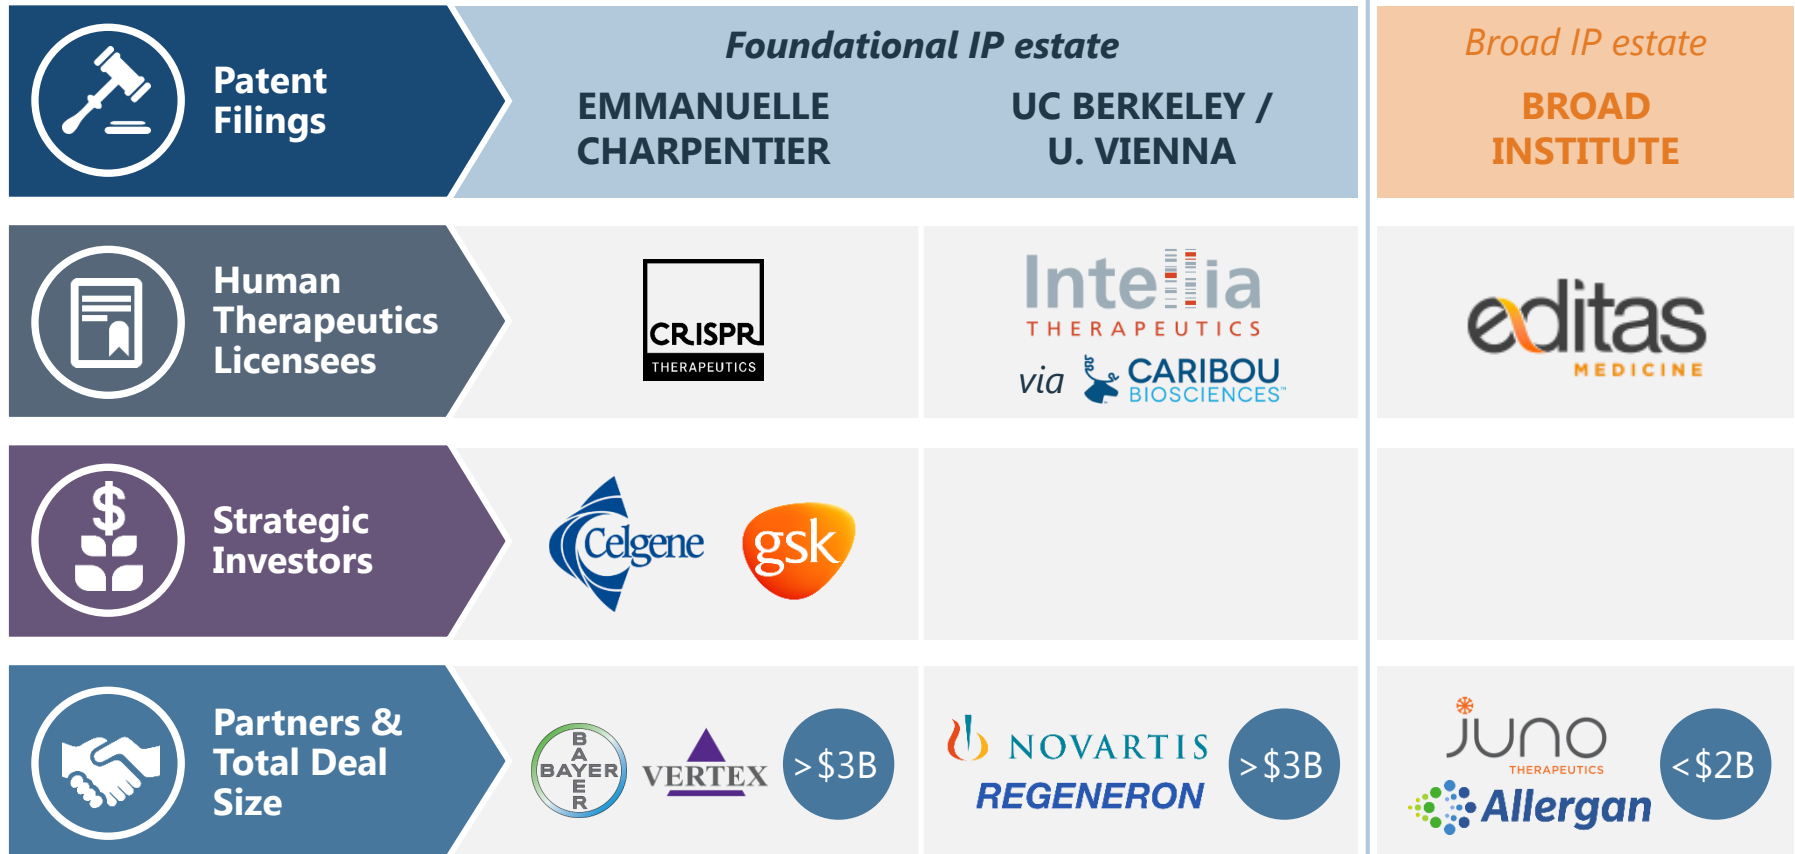 Patent
Filings
Foundational IP estate
EMMANUELLE
CHARPENTIER
UC BERKELEY /
U. VIENNA
Broad IP estate
BROAD
INSTITUTE
Human
Therapeutics
Licensees
CRISPR
THERAPEUTICS
Intellia
THERAPEUTICS
via CARIBOU
BIOSCIENCES™
editas
MEDICINE
$
Strategic
Investors
Celgene
gsk
Partners &
Total Deal
Size
BAYER
BAYER
VERTEX
>$3B
NOVARTIS
REGENERON
>$3B
juno
THERAPEUTICS
Allergan
<$2B